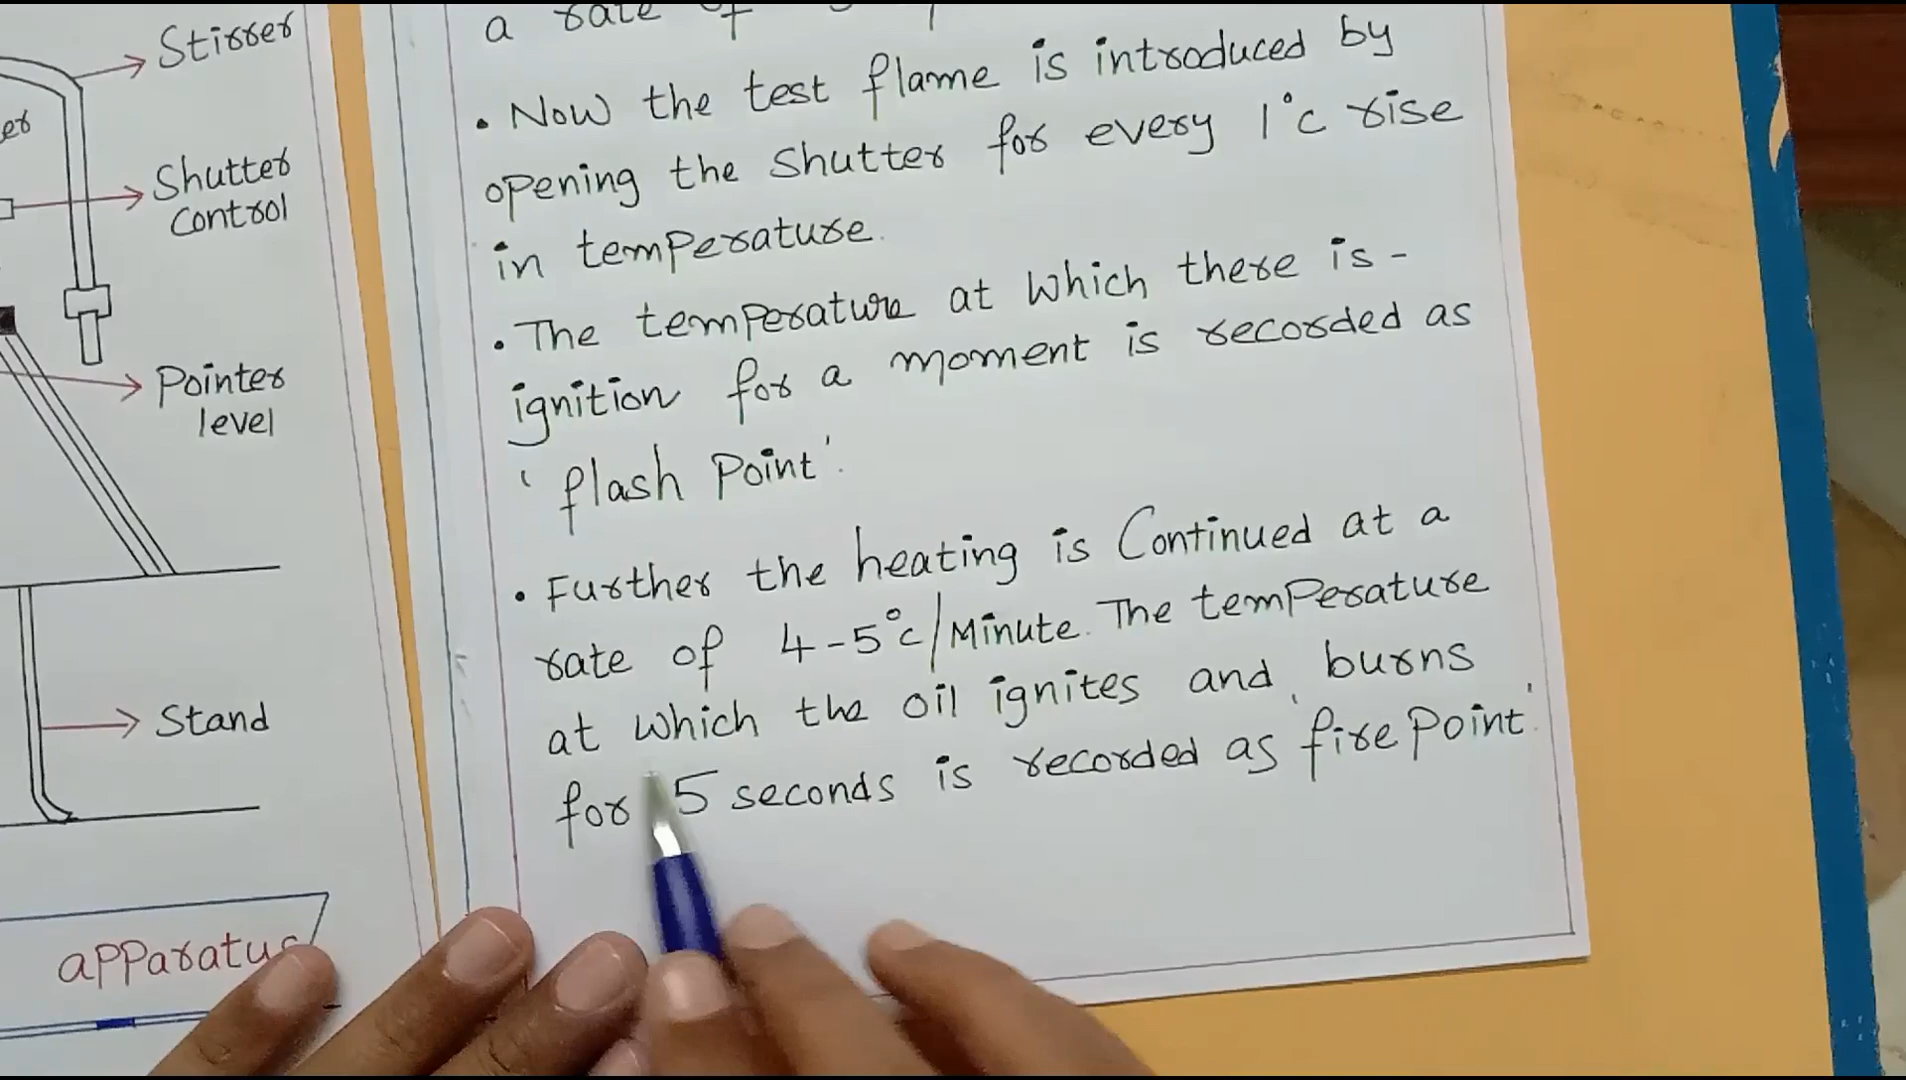 Stirrer
er
Shutter
Control
Pointer
level
Stand
apparatus
a rate of
• Now the test flame is introduced by
opening the Shutter for every 1°c rise
in temperature.
• The temperature at which there is -
ignition for a moment is recorded as
'flash Point'.
• Further the heating is Continued at a
rate of 4-5°c/Minute. The temperature
at which the oil ignites and burns
for 5 seconds is recorded as 'fire Point'.